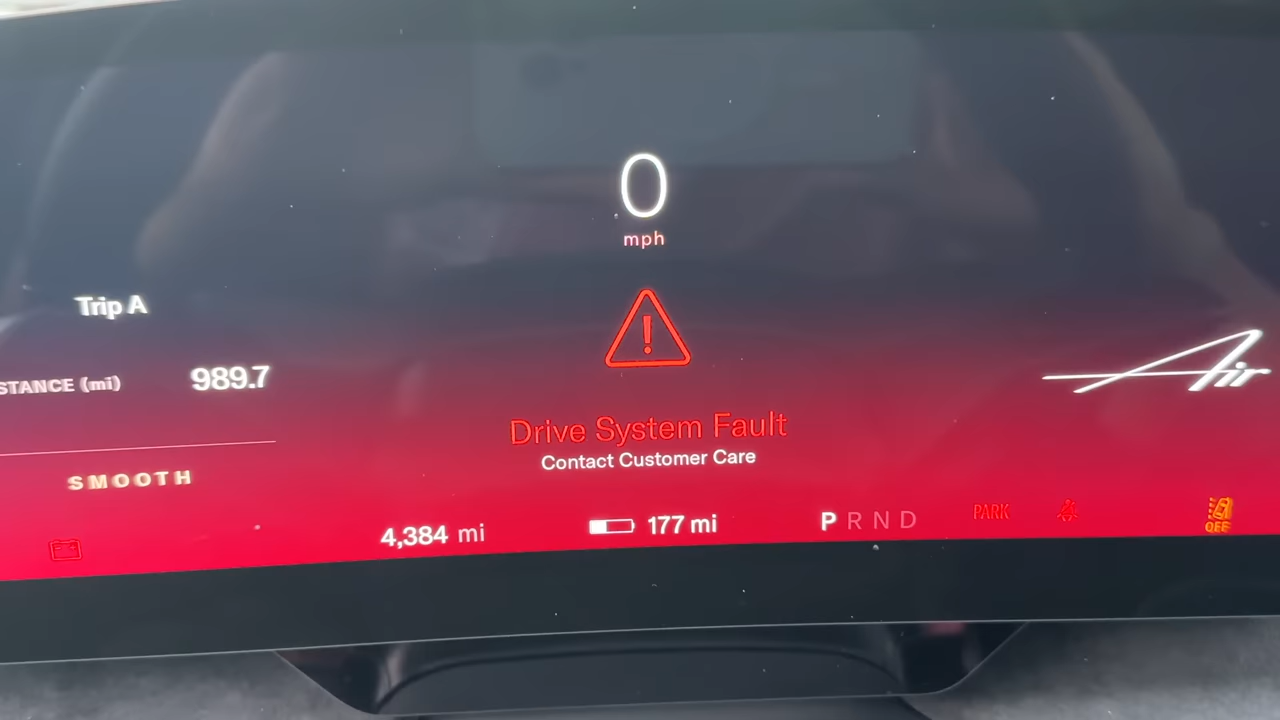 0
mph
Trip A
STANCE (mi) 989.7
Air
Drive System Fault
Contact Customer Care
SMOOTH
4,384 mi 177 mi P R N D PARK OFF